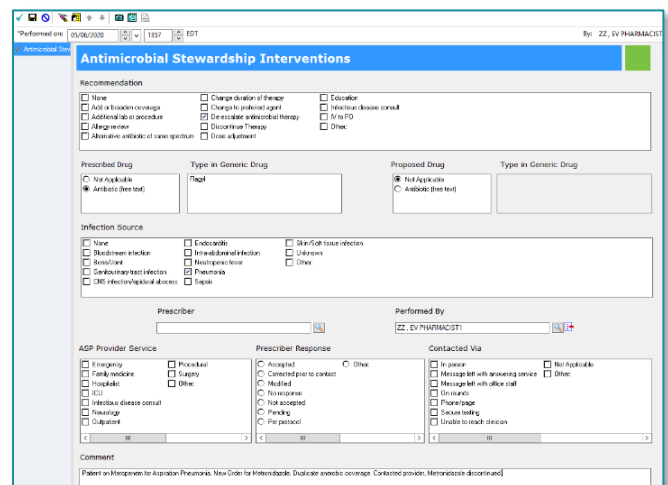 *Performed on: 05/06/2020 1357 EDT By: ZZ , EV PHARMACIST
Antimicrobial Stew
Antimicrobial Stewardship Interventions
Recommendation
None Change duration of therapy Education
Add or broaden coverage Change to preferred agent Infectious disease consult
Additional lab or procedure De-escalate antimicrobial therapy IV to PO
Allergy review Discontinue Therapy Other:
Alternative antibiotic of same spectrum Dose adjustment
Prescribed Drug Type in Generic Drug Proposed Drug Type in Generic Drug
Not Applicable Flagyl Not Applicable
Antibiotic (free text) Antibiotic (free text)
Infection Source
None Endocarditis Skin/Soft tissue infection
Bloodstream infection Intra-abdominal infection Unknown
Bone/Joint Neutropenic fever Other:
Genitourinary tract infection Pneumonia
CNS infection/epidural abscess Sepsis
Prescriber Performed By
ZZ , EV PHARMACIST1
ASP Provider Service Prescriber Response Contacted Via
Emergency Procedural Accepted Other: In person Not Applicable
Family medicine Surgery Corrected prior to contact Message left with answering service Other:
Hospitalist Other: Modified Message left with office staff
ICU No response On rounds
Infectious disease consult Not accepted Phone/page
Neurology Pending Secure texting
Outpatient Per protocol Unable to reach clinician
Comment
Patient on Meropenem for Aspiration Pneumonia. New Order for Metronidazole. Duplicate anerobic coverage. Contacted provider, Metronidazole discontinued.